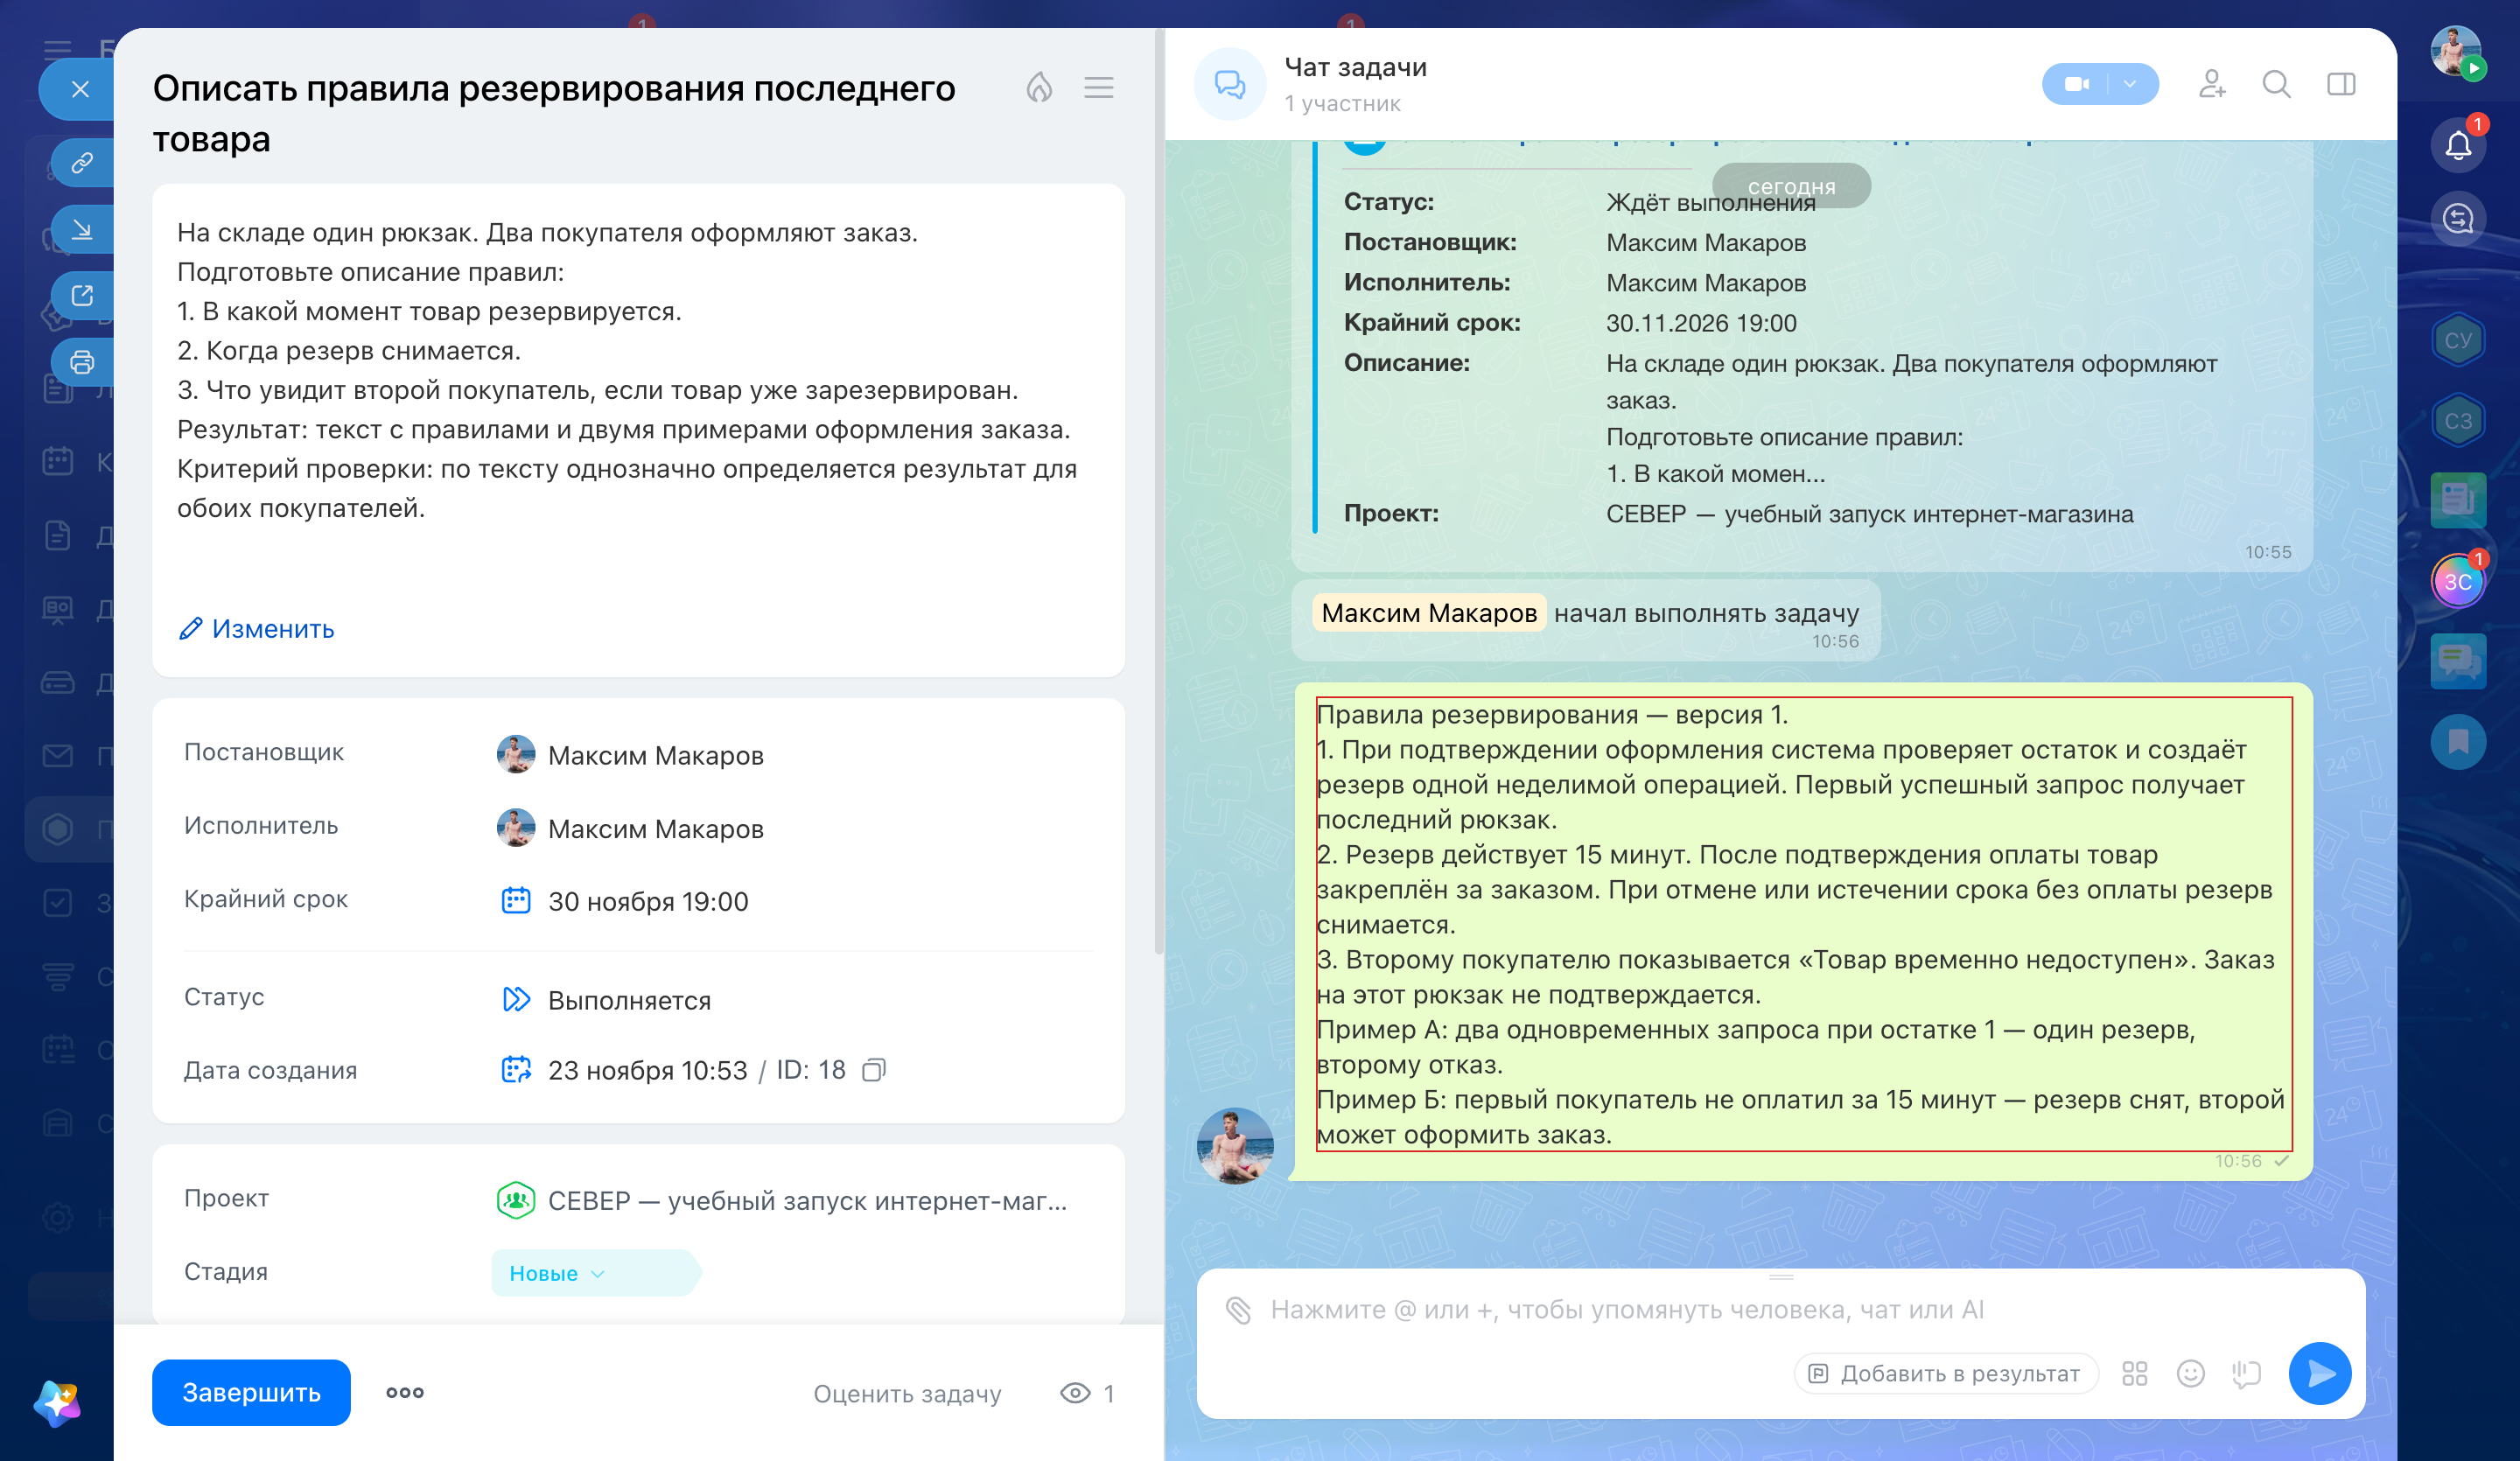 Описать правила резервирования последнего
товара
На складе один рюкзак. Два покупателя оформляют заказ.
Подготовьте описание правил:
1. В какой момент товар резервируется.
2. Когда резерв снимается.
3. Что увидит второй покупатель, если товар уже зарезервирован.
Результат: текст с правилами и двумя примерами оформления заказа.
Критерий проверки: по тексту однозначно определяется результат для
обоих покупателей.
Изменить
Постановщик
Максим Макаров
Исполнитель
Максим Макаров
Крайний срок
30 ноября 19:00
Статус
Выполняется
Дата создания
23 ноября 10:53 / ID: 18
Проект
СЕВЕР — учебный запуск интернет-маг...
Стадия
Новые
Завершить
Оценить задачу
1
Чат задачи
1 участник
сегодня
Статус:
Ждёт выполнения
Постановщик:
Максим Макаров
Исполнитель:
Максим Макаров
Крайний срок:
30.11.2026 19:00
Описание:
На складе один рюкзак. Два покупателя оформляют
заказ.
Подготовьте описание правил:
1. В какой момен...
Проект:
СЕВЕР — учебный запуск интернет-магазина
10:55
Максим Макаров начал выполнять задачу
10:56
Правила резервирования — версия 1.
1. При подтверждении оформления система проверяет остаток и создаёт
резерв одной неделимой операцией. Первый успешный запрос получает
последний рюкзак.
2. Резерв действует 15 минут. После подтверждения оплаты товар
закреплён за заказом. При отмене или истечении срока без оплаты резерв
снимается.
3. Второму покупателю показывается «Товар временно недоступен». Заказ
на этот рюкзак не подтверждается.
Пример А: два одновременных запроса при остатке 1 — один резерв,
второму отказ.
Пример Б: первый покупатель не оплатил за 15 минут — резерв снят, второй
может оформить заказ.
10:56
Нажмите @ или +, чтобы упомянуть человека, чат или AI
Добавить в результат
1
1
1
СУ
СЗ
ЗС
1